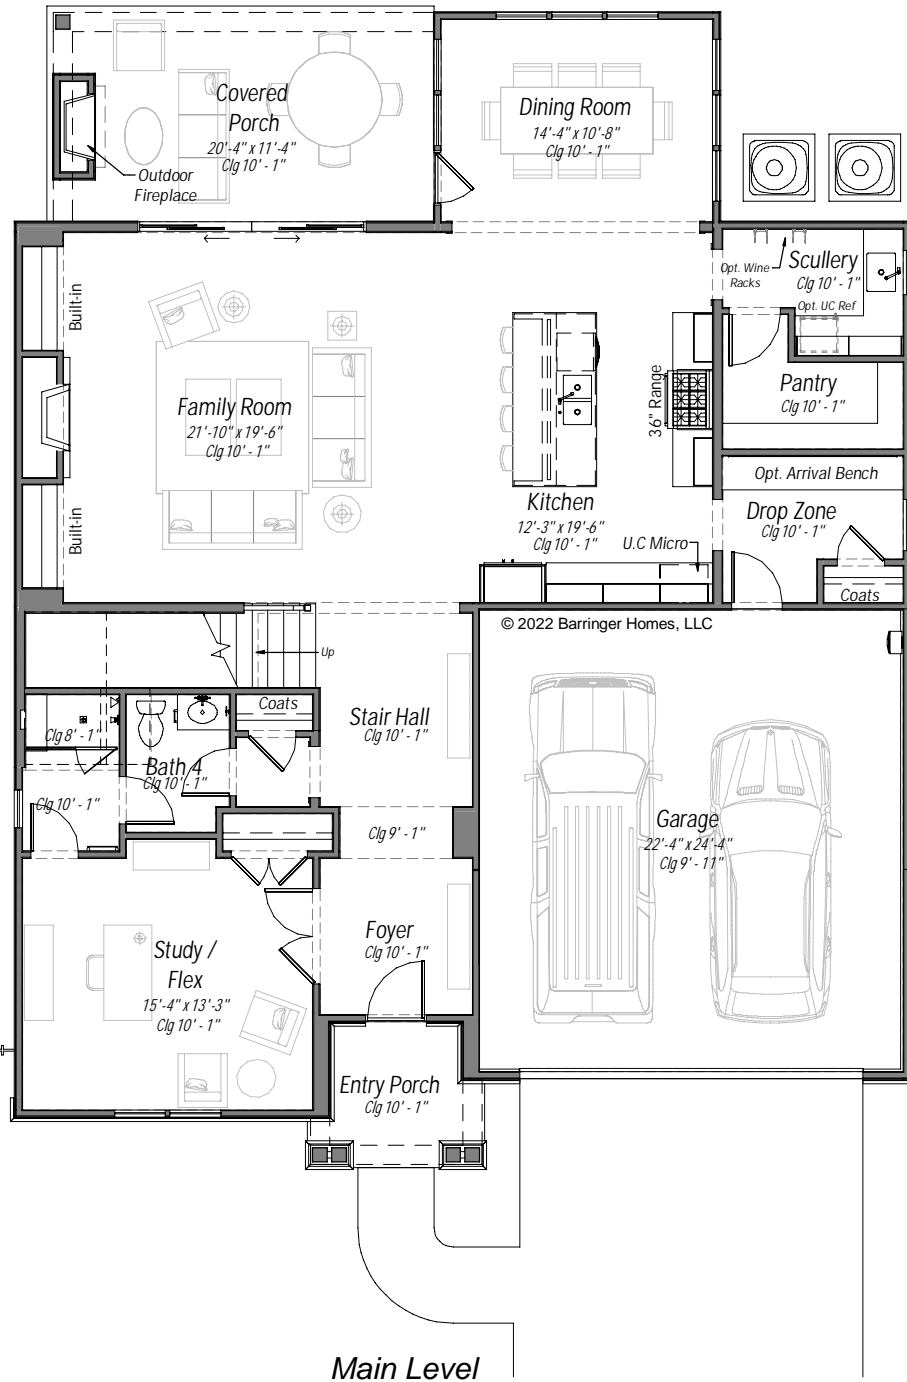 Covered
Porch
20'-4" x 11'-4"
Clg 10' - 1"
Outdoor
Fireplace
Dining Room
14'-4" x 10'-8"
Clg 10' - 1"
Opt. Wine
Racks
Scullery
Clg 10' - 1"
Opt. UC Ref
Built-in
Family Room
21'-10" x 19'-6"
Clg 10' - 1"
36" Range
Pantry
Clg 10' - 1"
Built-in
Kitchen
12'-3" x 19'-6"
Clg 10' - 1"
U.C Micro
Opt. Arrival Bench
Drop Zone
Clg 10' - 1"
Coats
© 2022 Barringer Homes, LLC
Up
Coats
Stair Hall
Clg 10' - 1"
Clg 8' - 1"
Bath 4
Clg 10' - 1"
Clg 10' - 1"
Clg 9' - 1"
Garage
22'-4" x 24'-4"
Clg 9' - 11"
Foyer
Clg 10' - 1"
Study /
Flex
15'-4" x 13'-3"
Clg 10' - 1"
Entry Porch
Clg 10' - 1"
Main Level